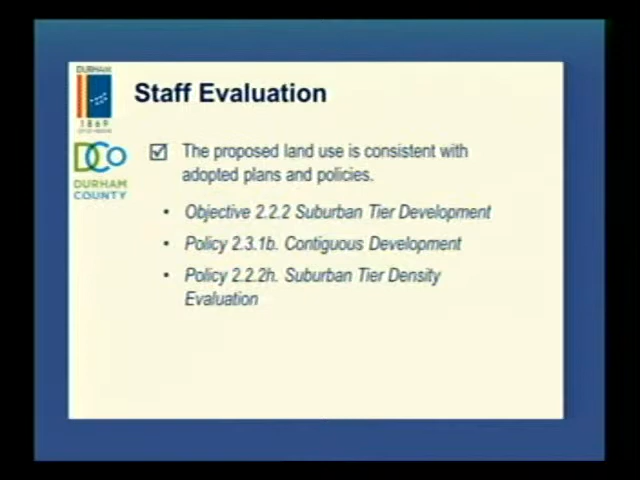 DURHAM
1869
DCo
DURHAM
COUNTY
Staff Evaluation
The proposed land use is consistent with
adopted plans and policies.
• Objective 2.2.2 Suburban Tier Development
• Policy 2.3.1b. Contiguous Development
• Policy 2.2.2h. Suburban Tier Density
Evaluation